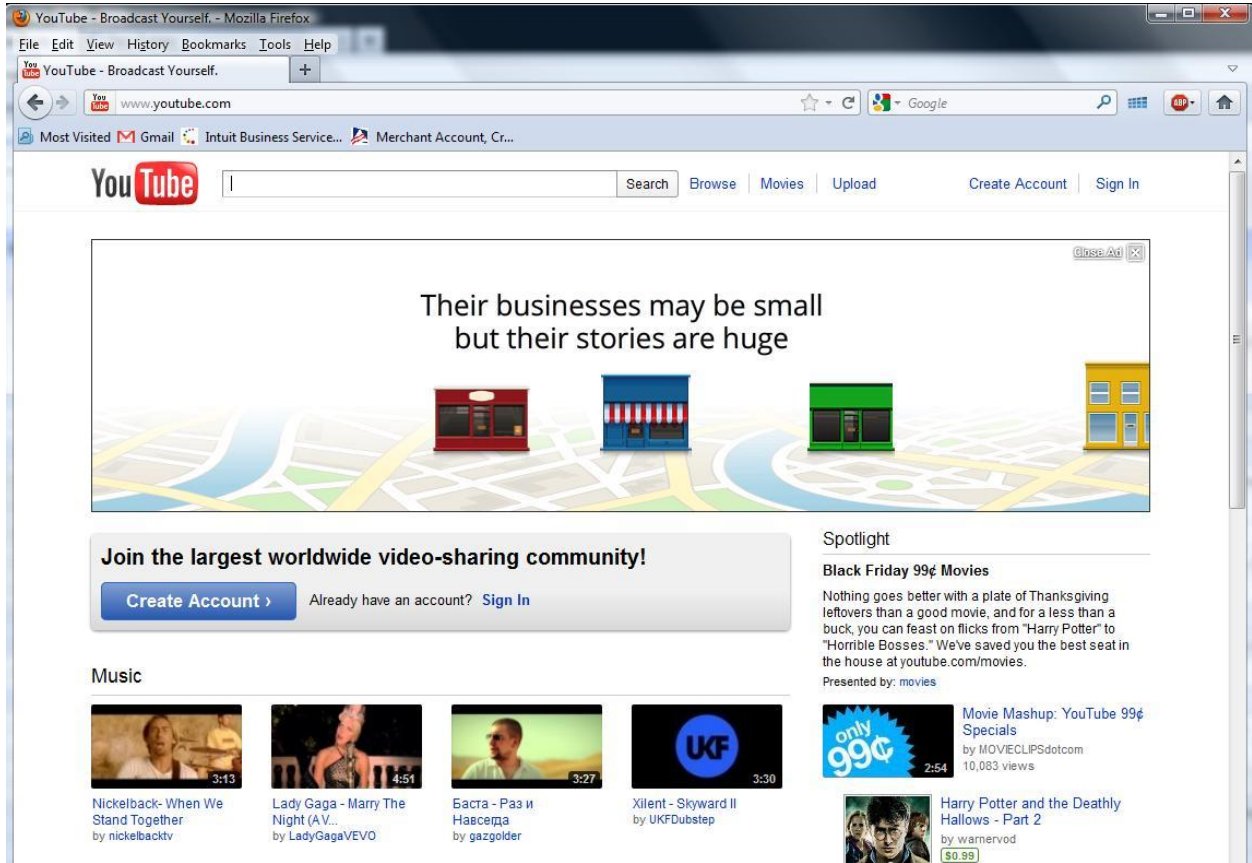 YouTube - Broadcast Yourself. - Mozilla Firefox
File Edit View History Bookmarks Tools Help
You Tube YouTube - Broadcast Yourself. +
You Tube www.youtube.com Google ABP
Most Visited Gmail Intuit Business Service... Merchant Account, Cr...
You Tube Search Browse Movies Upload Create Account Sign In
Close Ad X
Their businesses may be small
but their stories are huge
Join the largest worldwide video-sharing community!
Create Account › Already have an account? Sign In
Music
3:13
Nickelback- When We
Stand Together
by nickelbacktv
4:51
Lady Gaga - Marry The
Night (A V...
by LadyGagaVEVO
3:27
Баста - Раз и
Навсегда
by gazgolder
UKF
3:30
Xilent - Skyward II
by UKFDubstep
Spotlight
Black Friday 99¢ Movies
Nothing goes better with a plate of Thanksgiving
leftovers than a good movie, and for a less than a
buck, you can feast on flicks from "Harry Potter" to
"Horrible Bosses." We've saved you the best seat in
the house at youtube.com/movies.
Presented by: movies
only
99¢
2:54
Movie Mashup: YouTube 99¢
Specials
by MOVIECLIPSdotcom
10,083 views
Harry Potter and the Deathly
Hallows - Part 2
by warnervod
$0.99